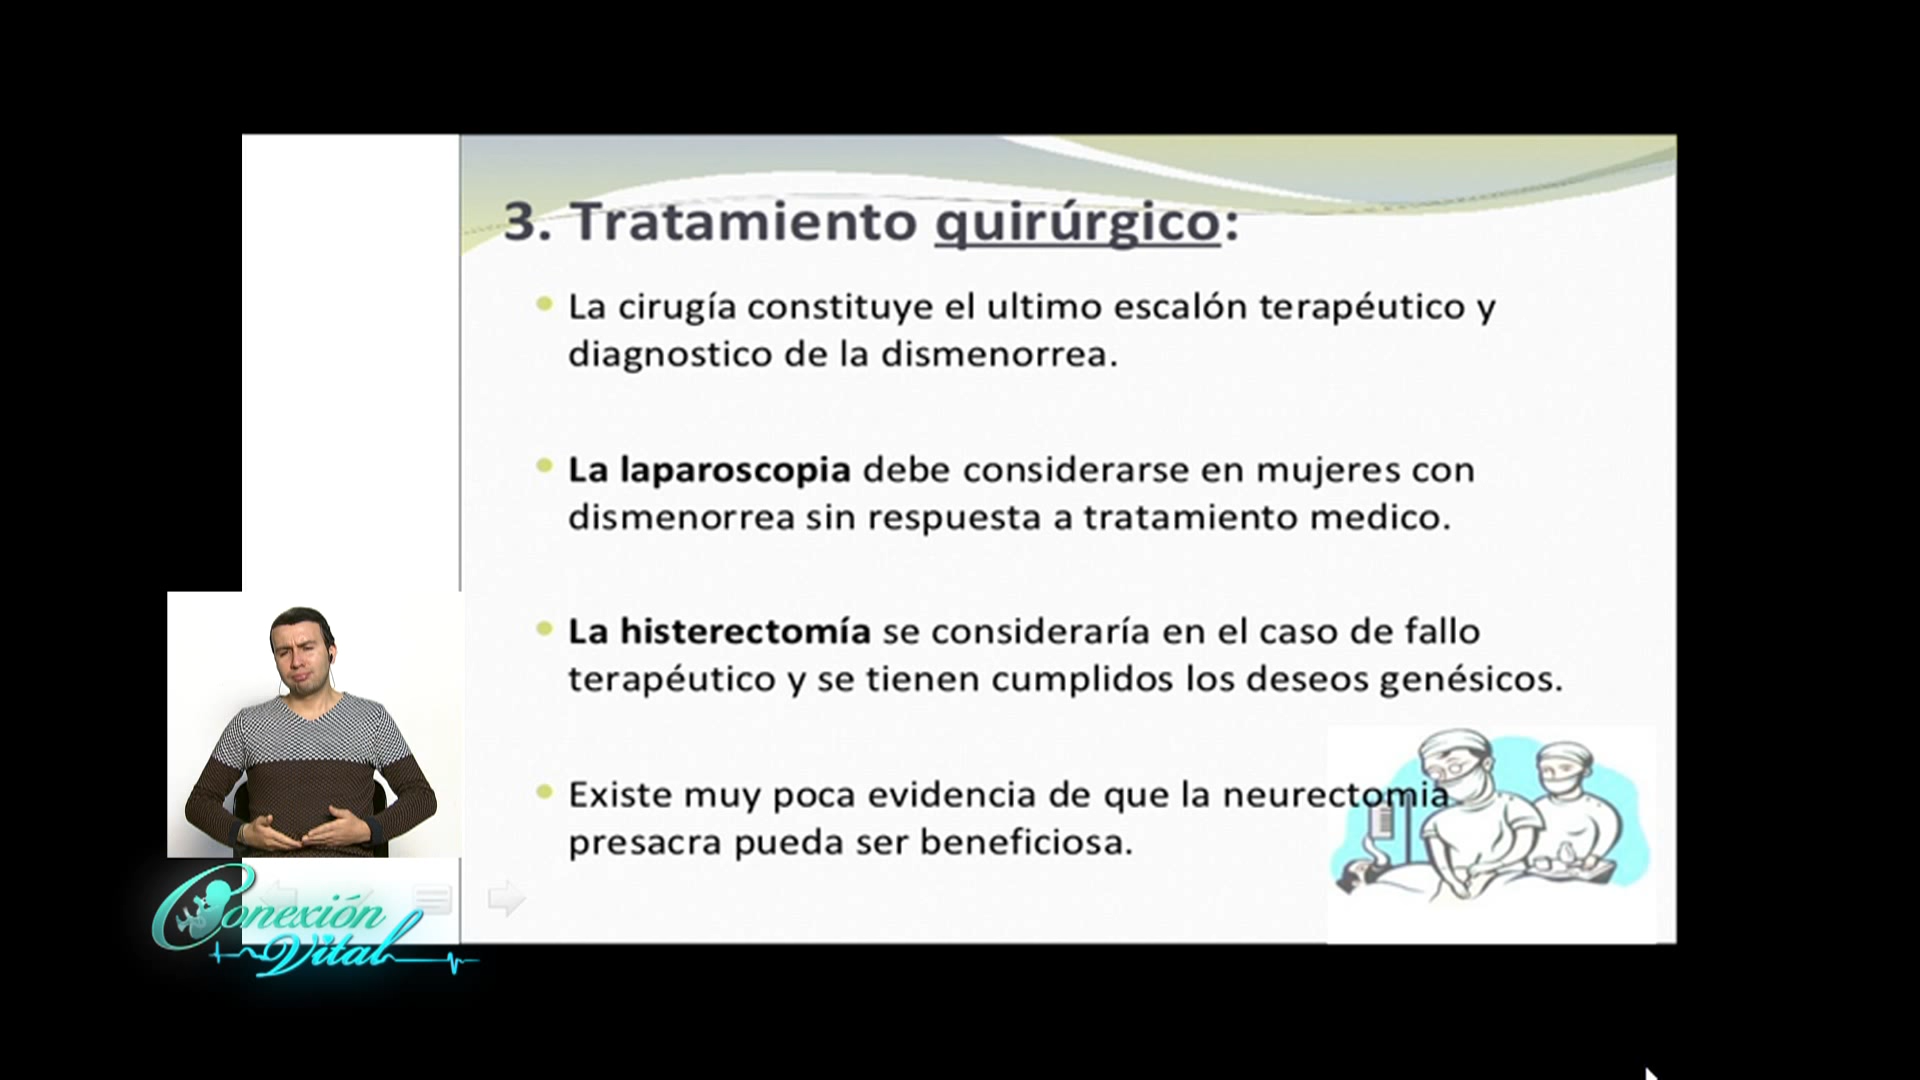 3. Tratamiento quirúrgico:
La cirugía constituye el ultimo escalón terapéutico y
diagnostico de la dismenorrea.
La laparoscopia debe considerarse en mujeres con
dismenorrea sin respuesta a tratamiento medico.
La histerectomía se consideraría en el caso de fallo
terapéutico y se tienen cumplidos los deseos genésicos.
Existe muy poca evidencia de que la neurectomia
presacra pueda ser beneficiosa.
Conexión
Vital